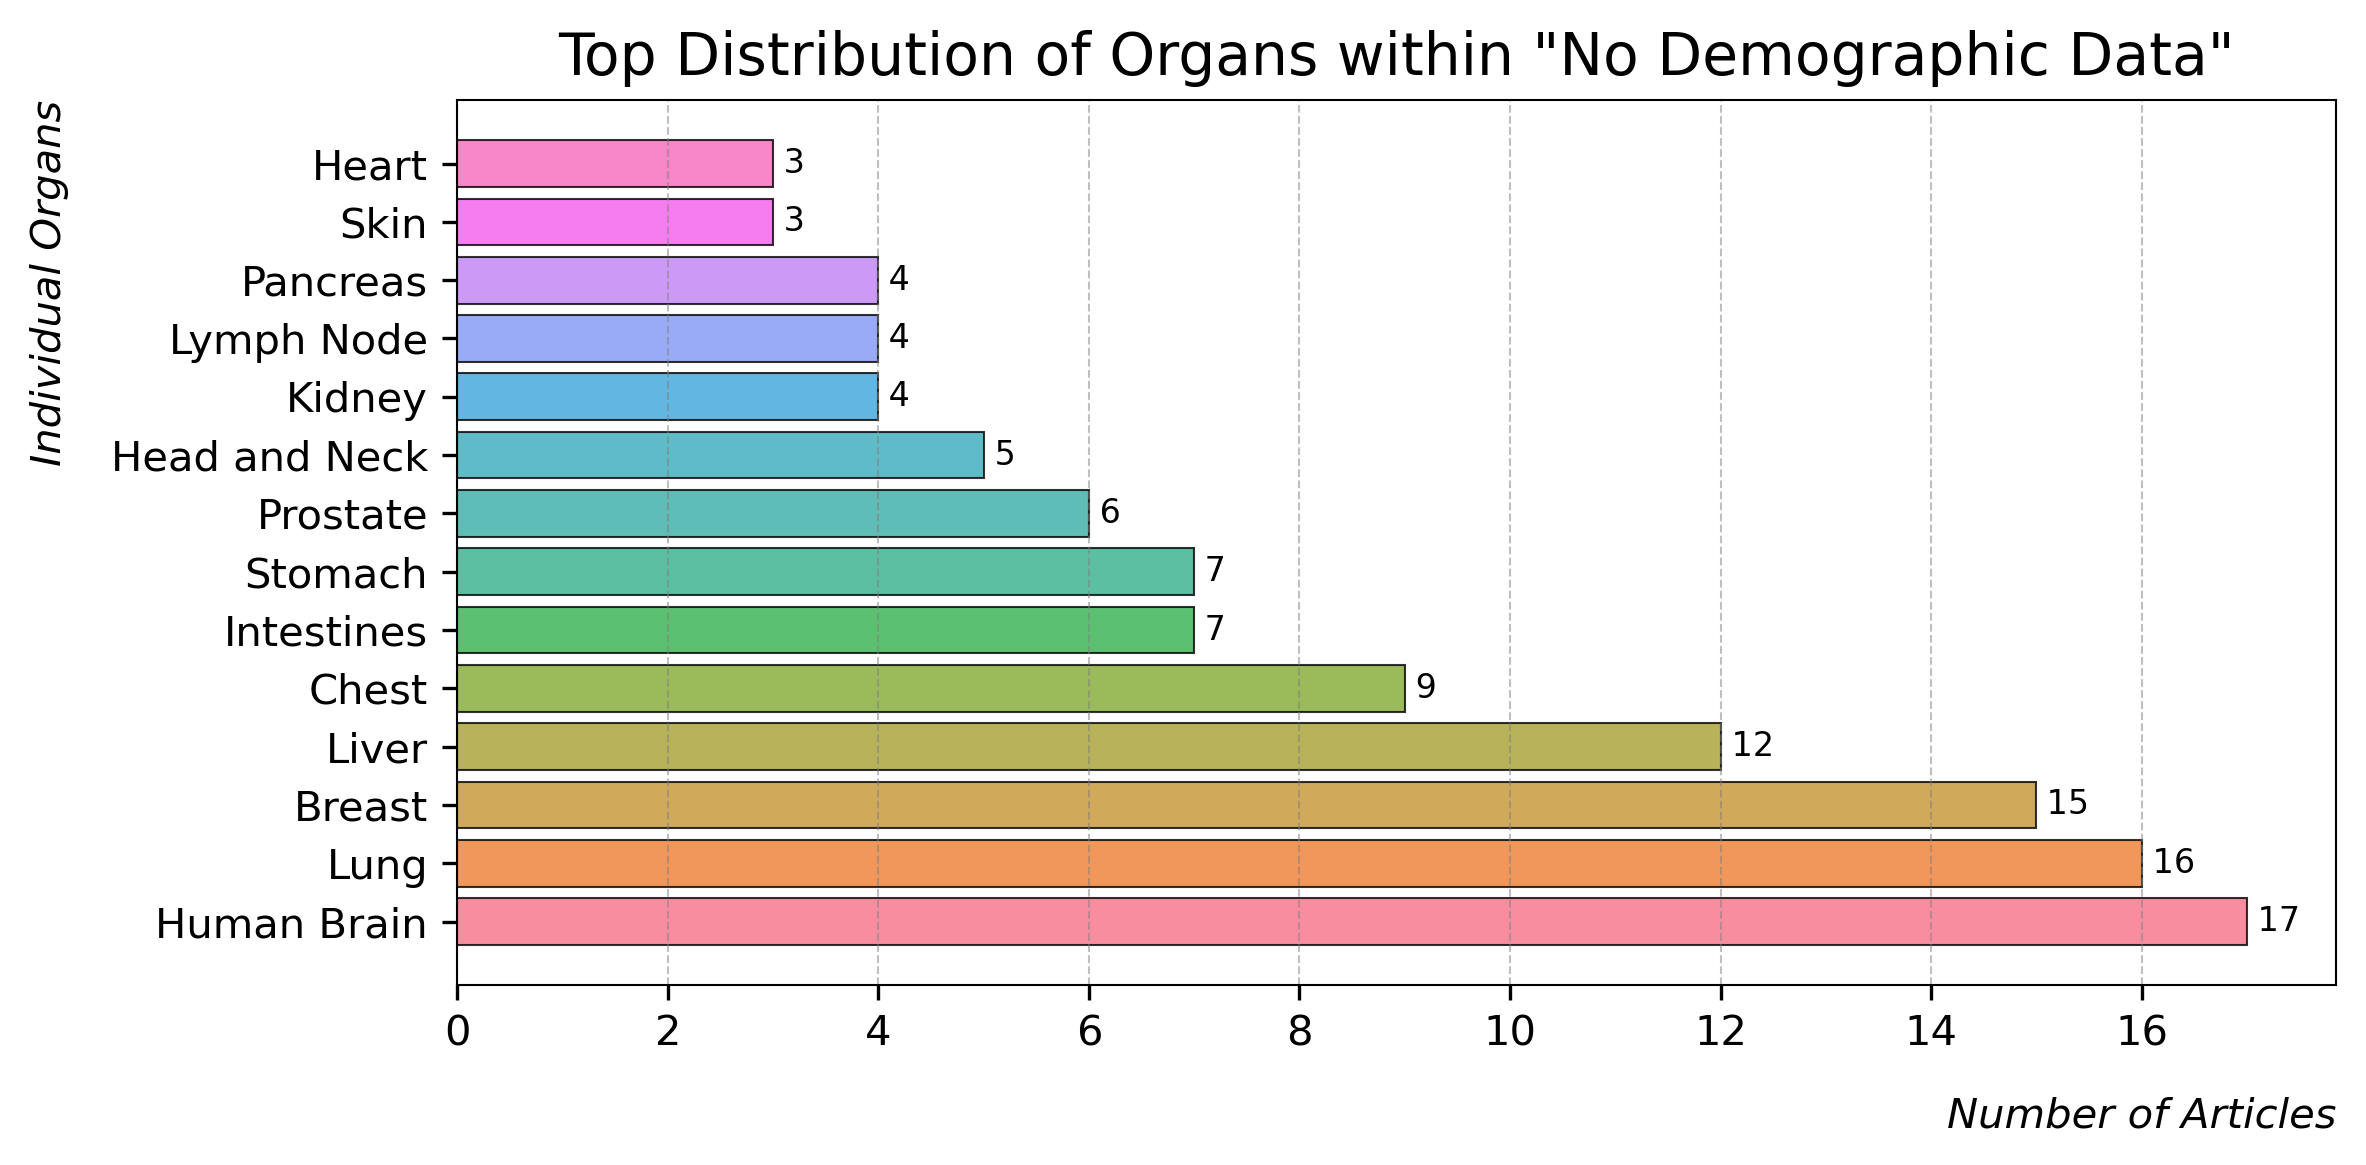 Top Distribution of Organs within "No Demographic Data"
Individual Organs
Heart 3
Skin 3
Pancreas 4
Lymph Node 4
Kidney 4
Head and Neck 5
Prostate 6
Stomach 7
Intestines 7
Chest 9
Liver 12
Breast 15
Lung 16
Human Brain 17
0 2 4 6 8 10 12 14 16
Number of Articles